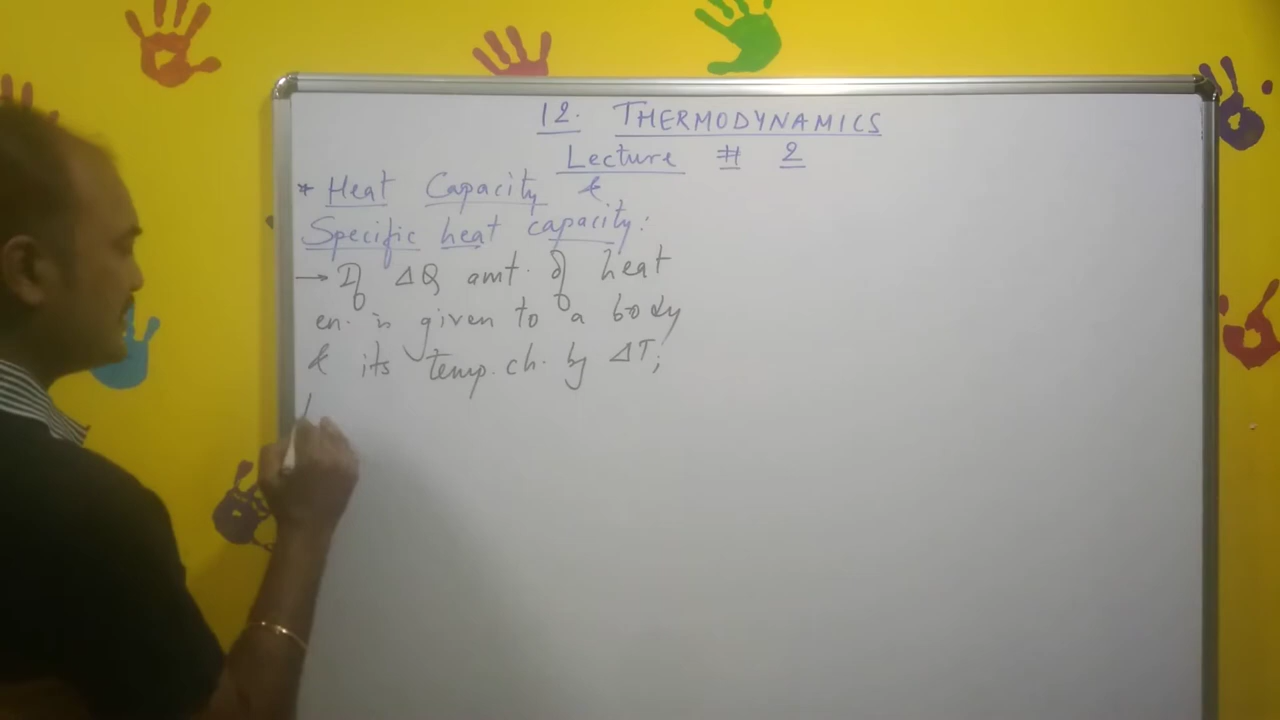 12. THERMODYNAMICS
Lecture # 2
* Heat Capacity &
Specific heat capacity:
→ If ΔQ amt. of heat
en. is given to a body
& its temp. ch. by ΔT;